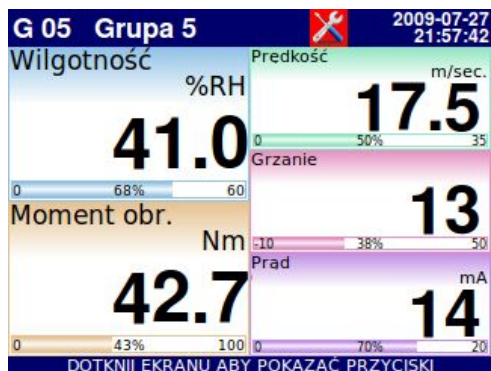 G 05 Grupa 5
2009-07-27
21:57:42
Wilgotność
%RH
41.0
0 68% 60
Moment obr.
Nm
42.7
0 43% 100
Prędkość
m/sec.
17.5
0 50% 35
Grzanie
13
-10 38% 50
Prąd
mA
14
0 70% 20
DOTKNIJ EKRANU ABY POKAZAĆ PRZYCISKI